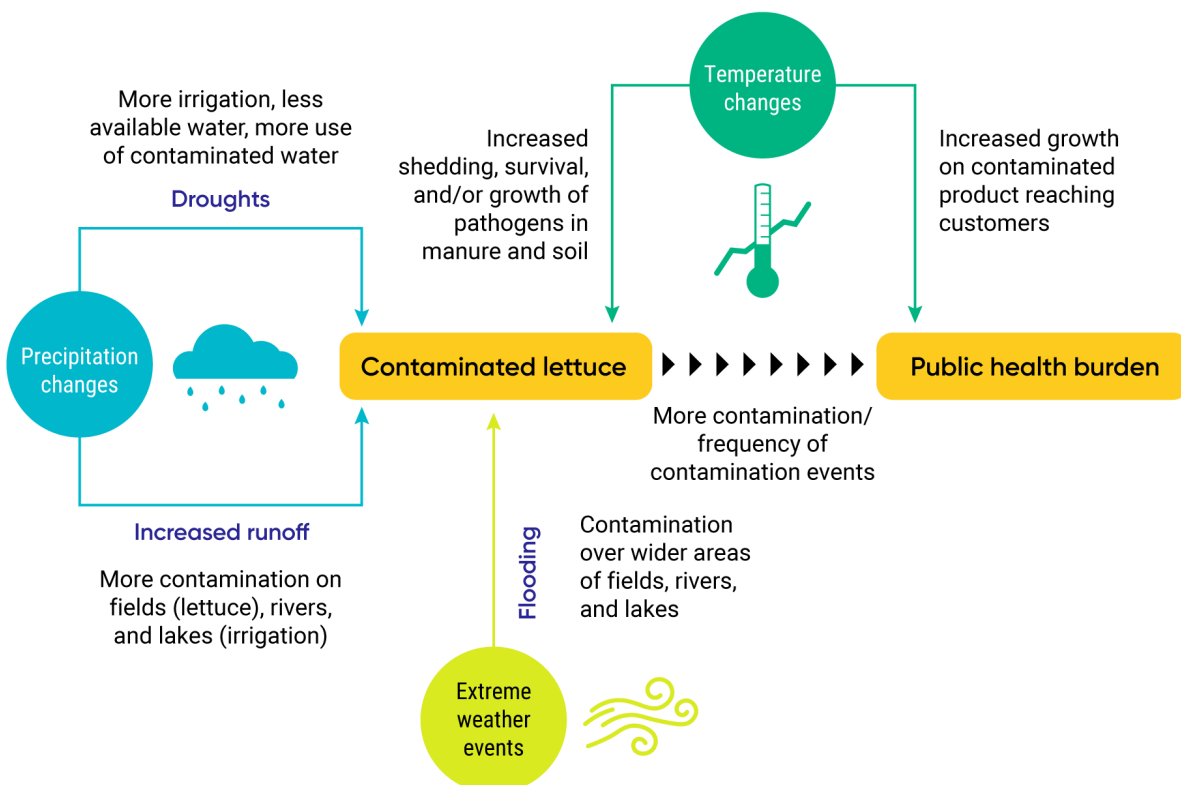 Temperature
changes
More irrigation, less
available water, more use
of contaminated water
Droughts
Increased
shedding, survival,
and/or growth of
pathogens in
manure and soil
Increased growth
on contaminated
product reaching
customers
Precipitation
changes
Contaminated lettuce
Public health burden
More contamination/
frequency of
contamination events
Increased runoff
More contamination on
fields (lettuce), rivers,
and lakes (irrigation)
Flooding
Contamination
over wider areas
of fields, rivers,
and lakes
Extreme
weather
events